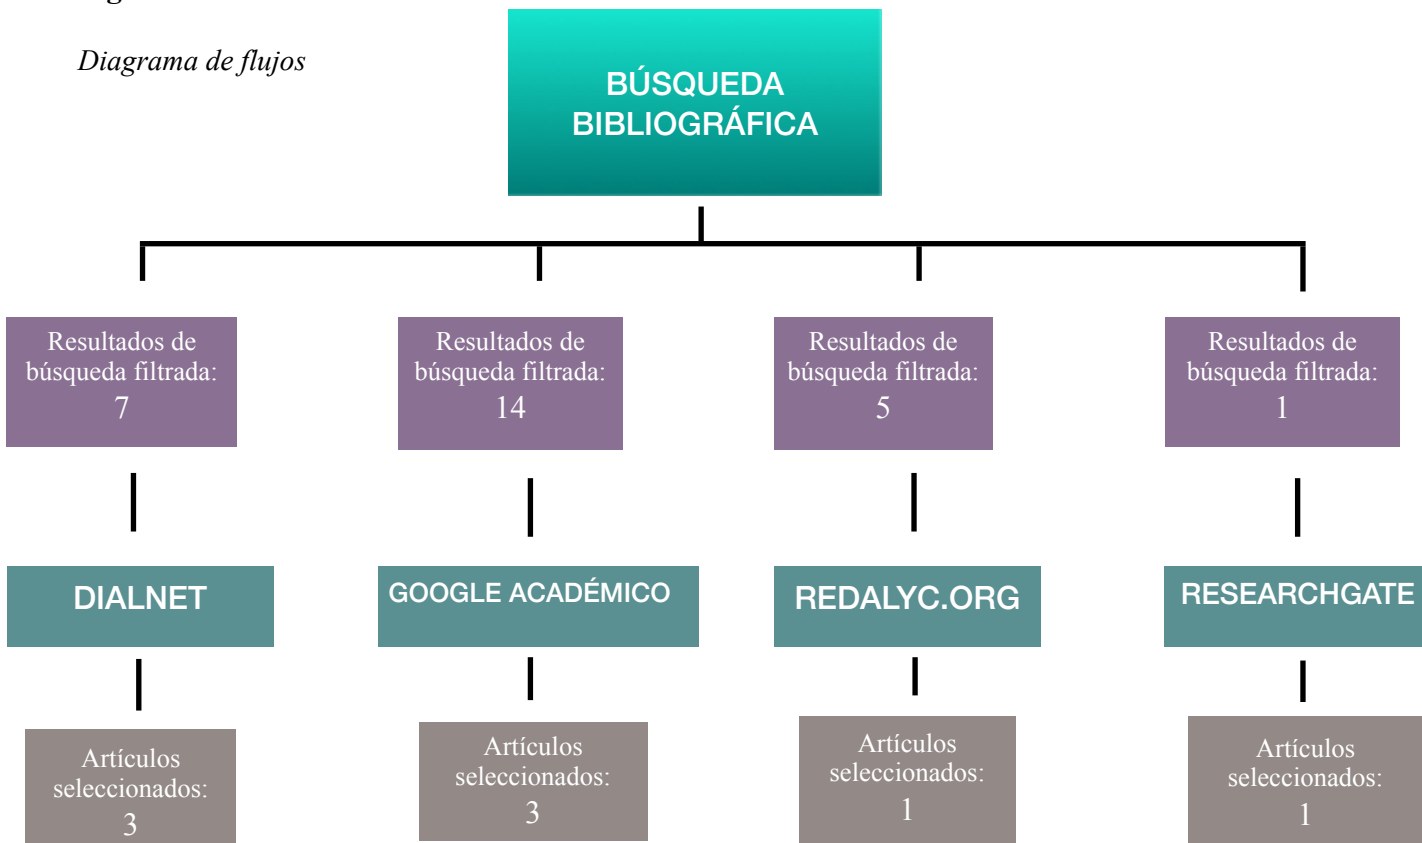 Diagrama de flujos
BÚSQUEDA
BIBLIOGRÁFICA
Resultados de
búsqueda filtrada:
7
Resultados de
búsqueda filtrada:
14
Resultados de
búsqueda filtrada:
5
Resultados de
búsqueda filtrada:
1
DIALNET
GOOGLE ACADÉMICO
REDALYC.ORG
RESEARCHGATE
Artículos
seleccionados:
3
Artículos
seleccionados:
3
Artículos
seleccionados:
1
Artículos
seleccionados:
1